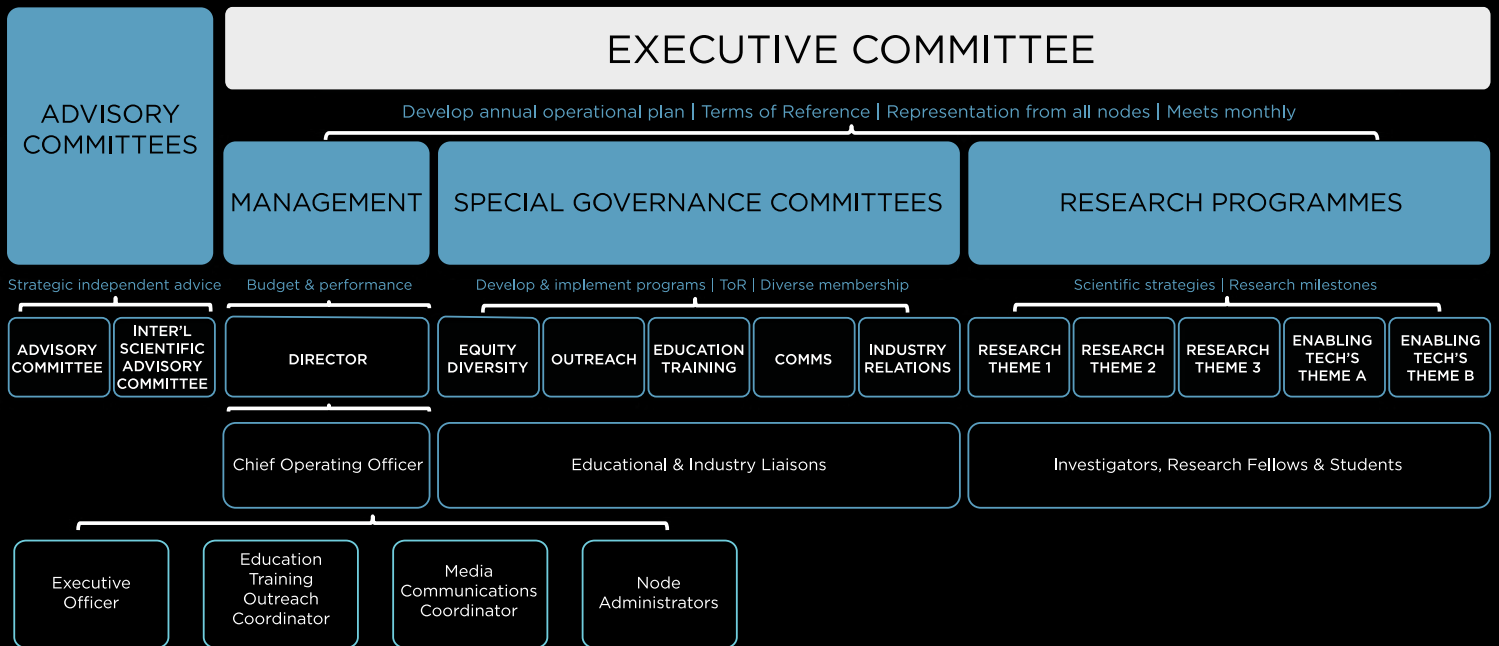 ADVISORY
COMMITTEES
EXECUTIVE COMMITTEE
Develop annual operational plan | Terms of Reference | Representation from all nodes | Meets monthly
MANAGEMENT
SPECIAL GOVERNANCE COMMITTEES
RESEARCH PROGRAMMES
Strategic independent advice
Budget & performance
Develop & implement programs | ToR | Diverse membership
Scientific strategies | Research milestones
ADVISORY
COMMITTEE
INTER'L
SCIENTIFIC
ADVISORY
COMMITTEE
DIRECTOR
EQUITY
DIVERSITY
OUTREACH
EDUCATION
TRAINING
COMMS
INDUSTRY
RELATIONS
RESEARCH
THEME 1
RESEARCH
THEME 2
RESEARCH
THEME 3
ENABLING
TECH'S
THEME A
ENABLING
TECH'S
THEME B
Chief Operating Officer
Educational & Industry Liaisons
Investigators, Research Fellows & Students
Executive
Officer
Education
Training
Outreach
Coordinator
Media
Communications
Coordinator
Node
Administrators